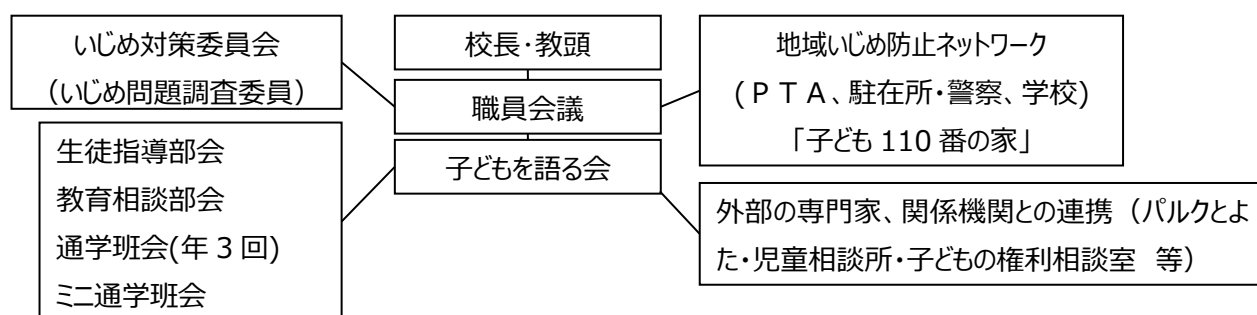 いじめ対策委員会
(いじめ問題調査委員)
校長・教頭
職員会議
子どもを語る会
地域いじめ防止ネットワーク
(PTA、駐在所・警察、学校)
「子ども110番の家」
生徒指導部会
教育相談部会
通学班会(年3回)
ミニ通学班会
外部の専門家、関係機関との連携（パルクとよ
た・児童相談所・子どもの権利相談室　等）